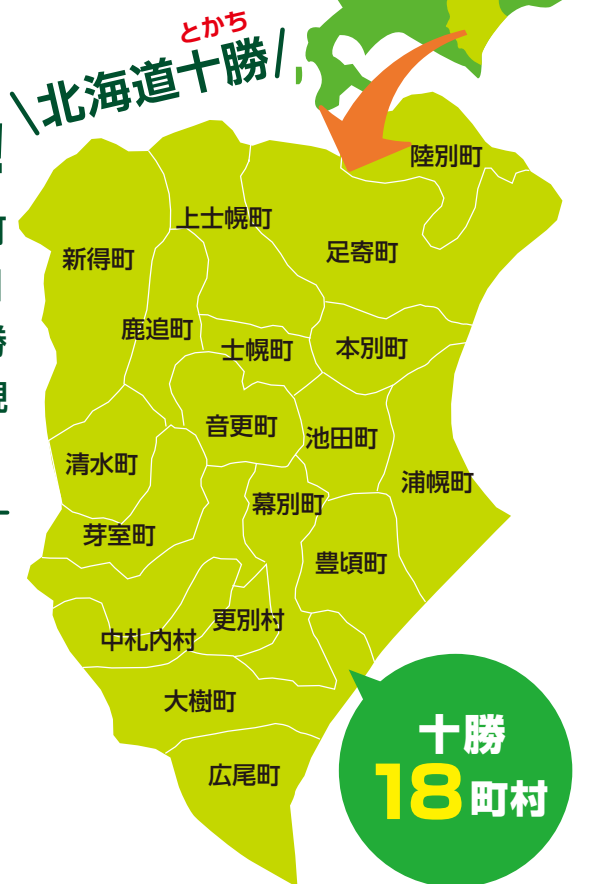 とかち
\北海道十勝/
陸別町
上士幌町
足寄町
新得町
鹿追町
士幌町
本別町
音更町
池田町
清水町
浦幌町
幕別町
芽室町
豊頃町
更別村
中札内村
大樹町
広尾町
十勝
18町村